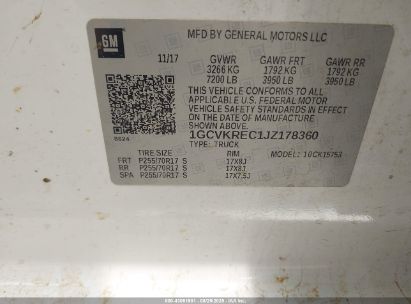 GM
MFD BY GENERAL MOTORS LLC
11/17 GVWR GAWR FRT GAWR RR
3266 KG 1792 KG 1792 KG
7200 LB 3950 LB 3950 LB
THIS VEHICLE CONFORMS TO ALL
APPLICABLE U.S. FEDERAL MOTOR
VEHICLE SAFETY STANDARDS IN EFFECT
ON THE DATE OF MANUFACTURE
SHOWN ABOVE.
1GCVKREC1JZ178360
TYPE: TRUCK
TIRE SIZE RIM MODEL: 1GCK15753
FRT P255/70R17 S 17X8J
RR P255/70R17 S 17X8J
SPA P255/70R17 S 17X7.5J